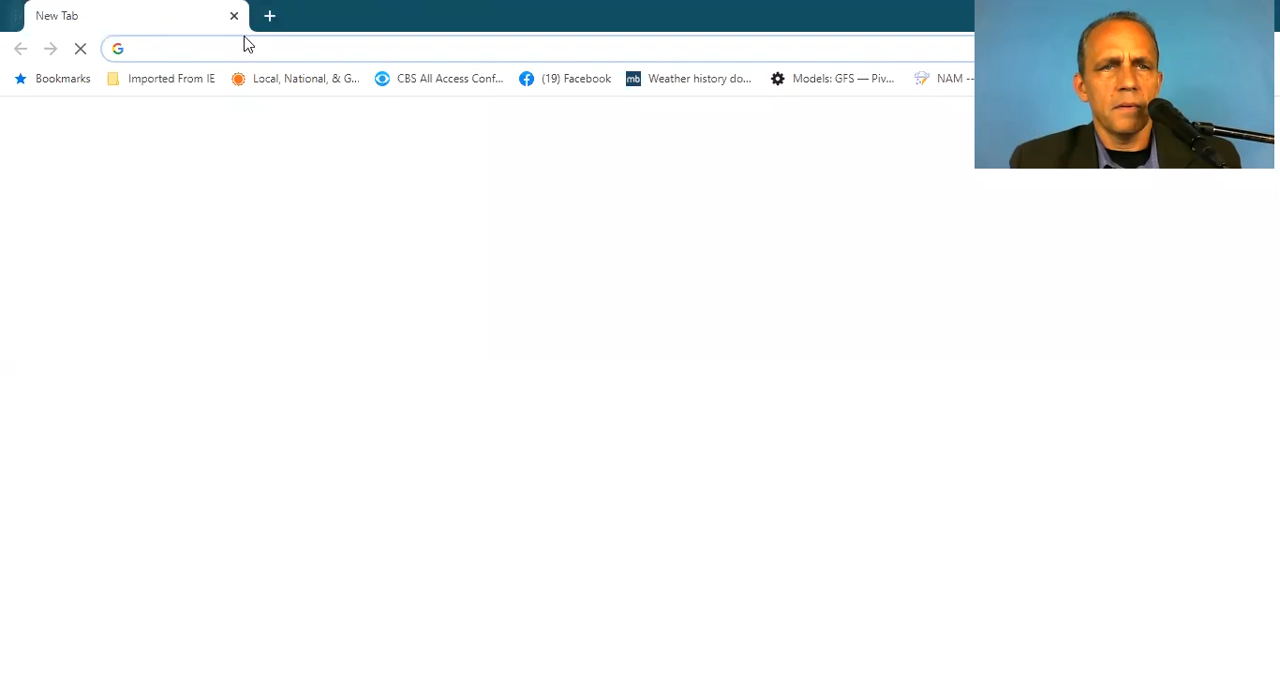 New Tab
Bookmarks Imported From IE Local, National, & G... CBS All Access Conf... (19) Facebook mb Weather history do... Models: GFS — Piv... NAM --